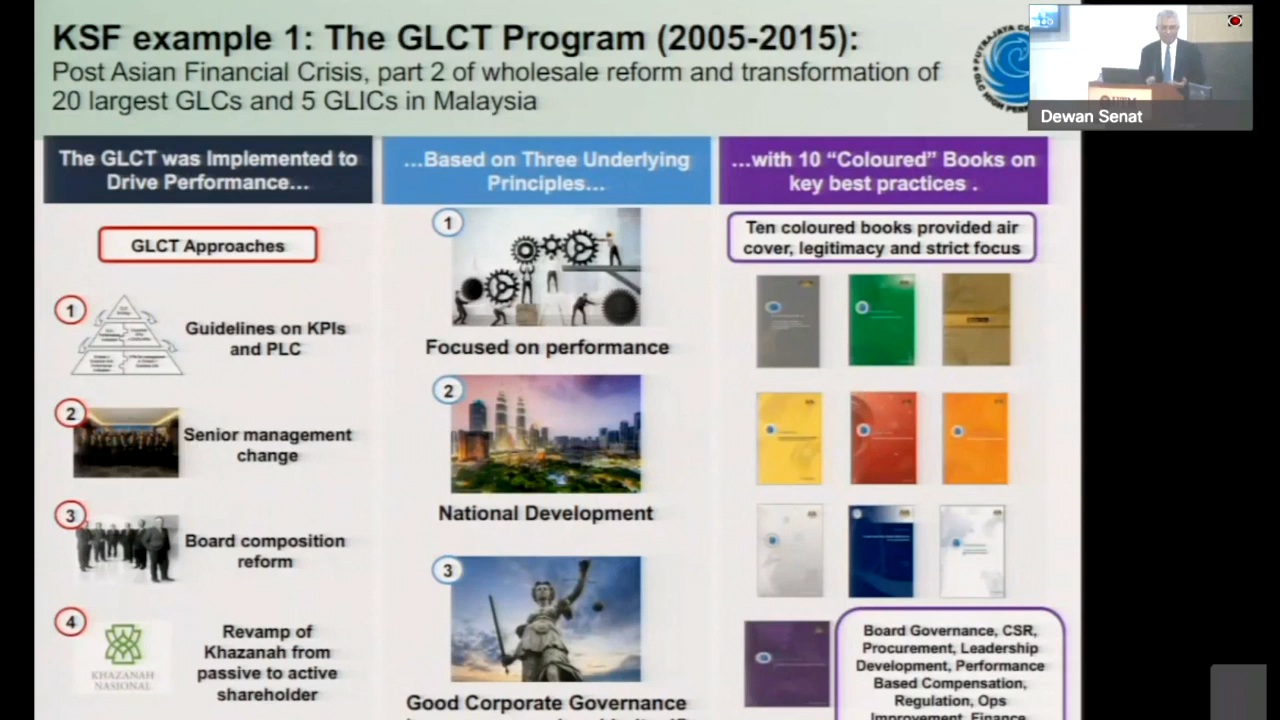 KSF example 1: The GLCT Program (2005-2015):
Post Asian Financial Crisis, part 2 of wholesale reform and transformation of
20 largest GLCs and 5 GLICs in Malaysia
Dewan Senat
The GLCT was Implemented to
Drive Performance...
GLCT Approaches
1
Guidelines on KPIs
and PLC
2
Senior management
change
3
Board composition
reform
4
KHAZANAH
NASIONAL
Revamp of
Khazanah from
passive to active
shareholder
...Based on Three Underlying
Principles...
1
Focused on performance
2
National Development
3
Good Corporate Governance
...with 10 “Coloured” Books on
key best practices .
Ten coloured books provided air
cover, legitimacy and strict focus
Board Governance, CSR,
Procurement, Leadership
Development, Performance
Based Compensation,
Regulation, Ops
Improvement, Finance